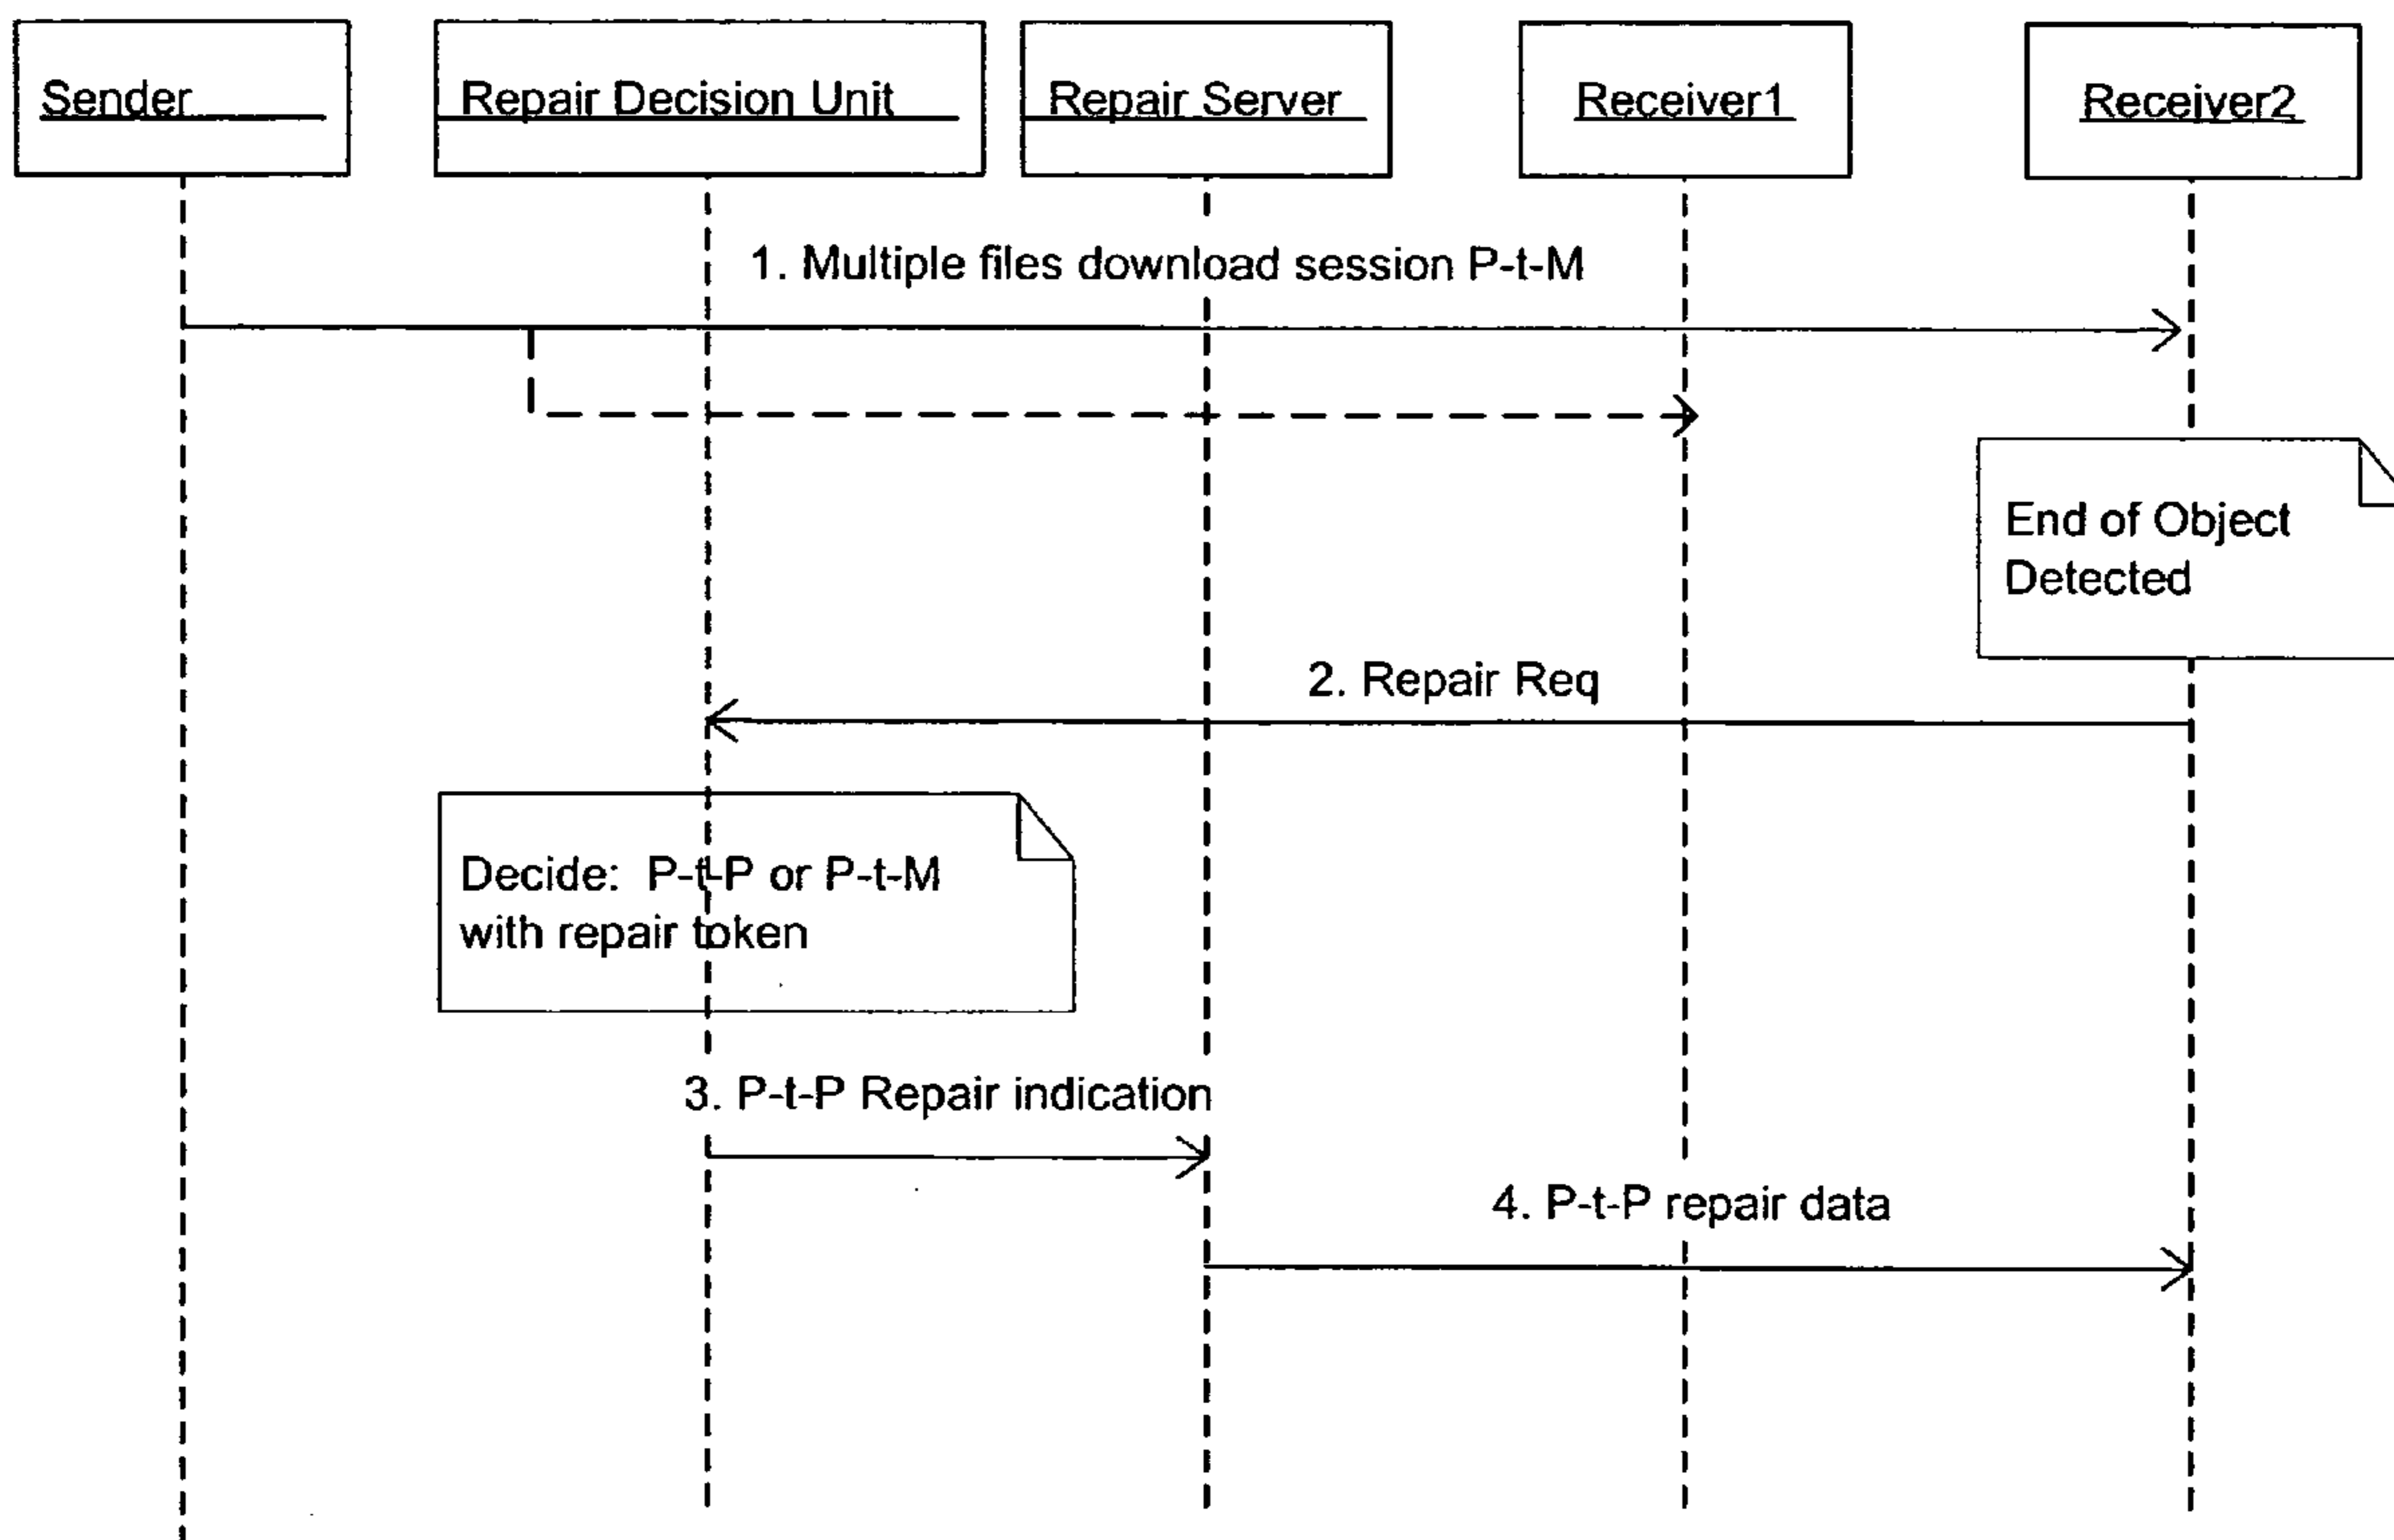 Sender
Repair Decision Unit
Repair Server
Receiver1
Receiver2
1. Multiple files download session P-t-M
End of Object
Detected
2. Repair Req
Decide: P-t-P or P-t-M
with repair token
3. P-t-P Repair indication
4. P-t-P repair data